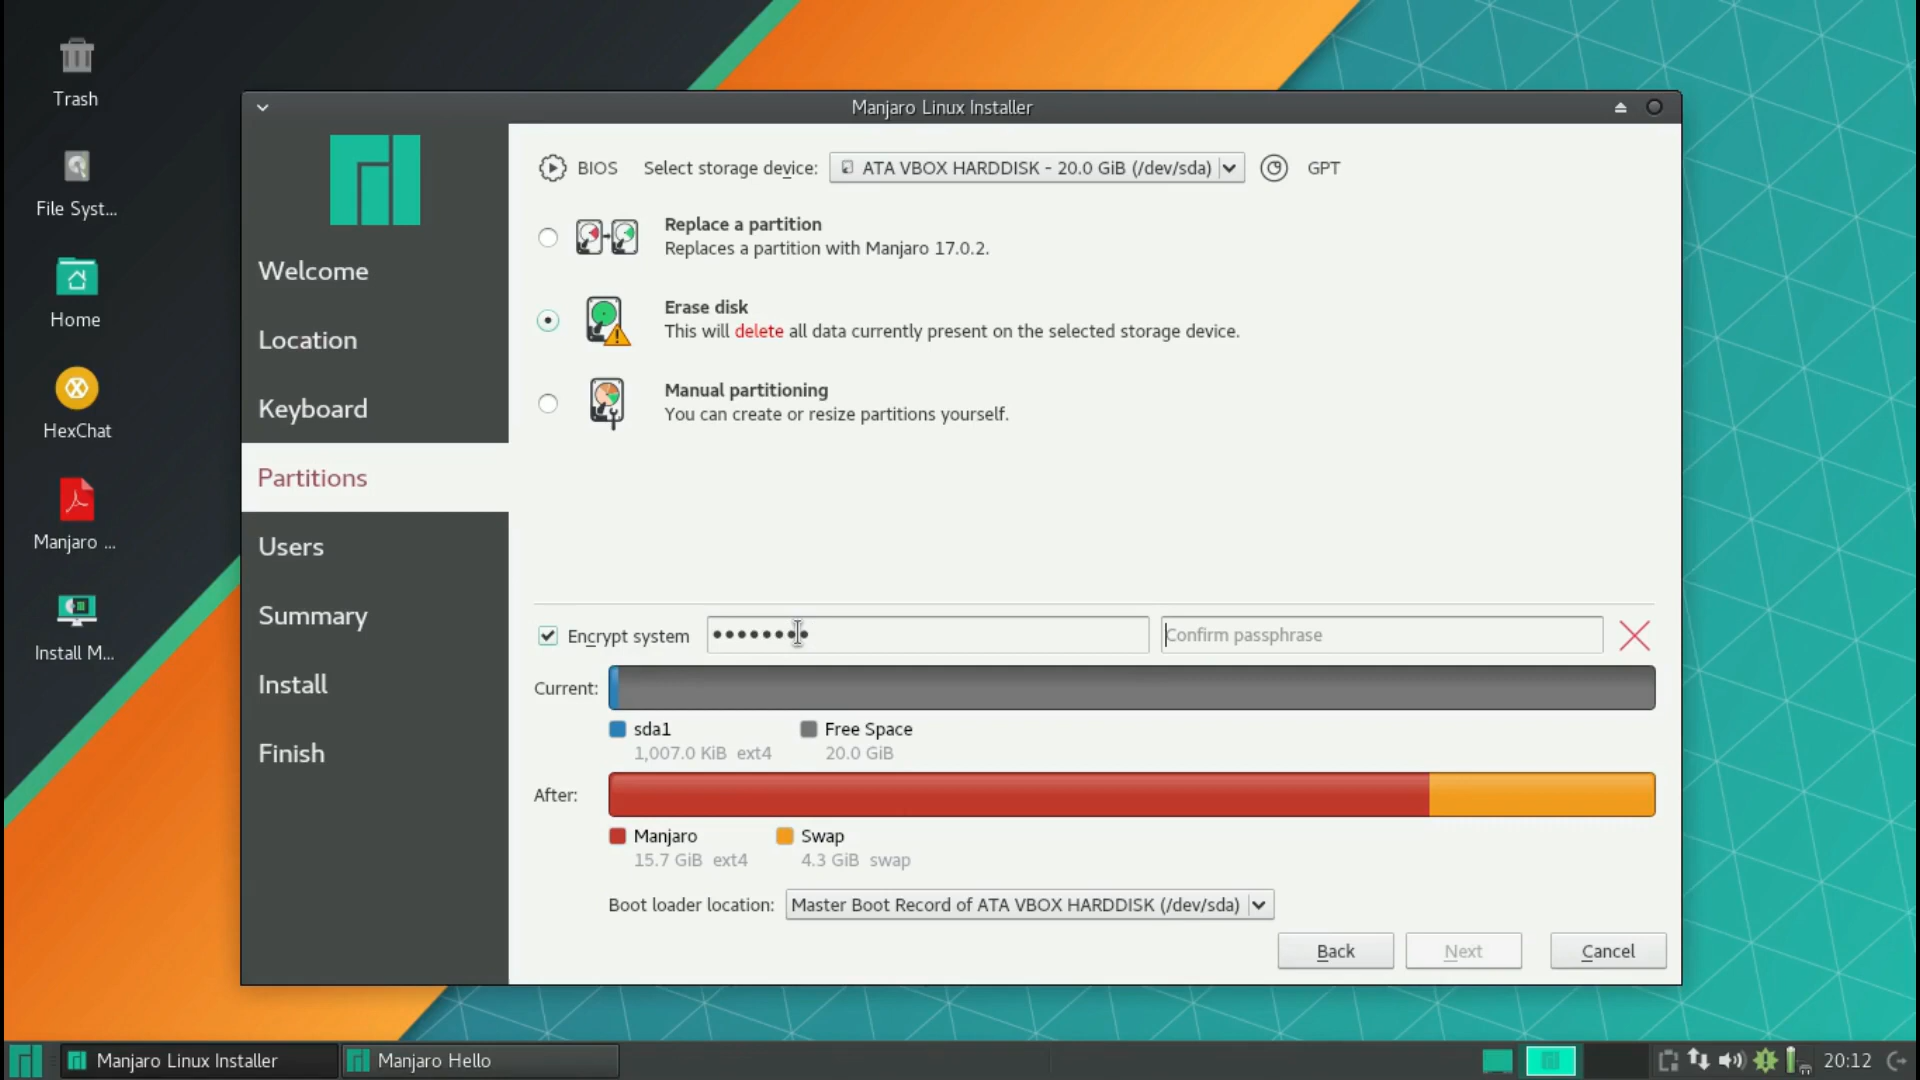 Trash
File Syst...
Home
HexChat
Manjaro ...
Install M...
Manjaro Linux Installer
Welcome
Location
Keyboard
Partitions
Users
Summary
Install
Finish
BIOS Select storage device: ATA VBOX HARDDISK - 20.0 GiB (/dev/sda) GPT
Replace a partition
Replaces a partition with Manjaro 17.0.2.
Erase disk
This will delete all data currently present on the selected storage device.
Manual partitioning
You can create or resize partitions yourself.
Encrypt system •••••••• Confirm passphrase
Current:
sda1 Free Space
1,007.0 KiB ext4 20.0 GiB
After:
Manjaro Swap
15.7 GiB ext4 4.3 GiB swap
Boot loader location: Master Boot Record of ATA VBOX HARDDISK (/dev/sda)
Back Next Cancel
Manjaro Linux Installer Manjaro Hello 20:12